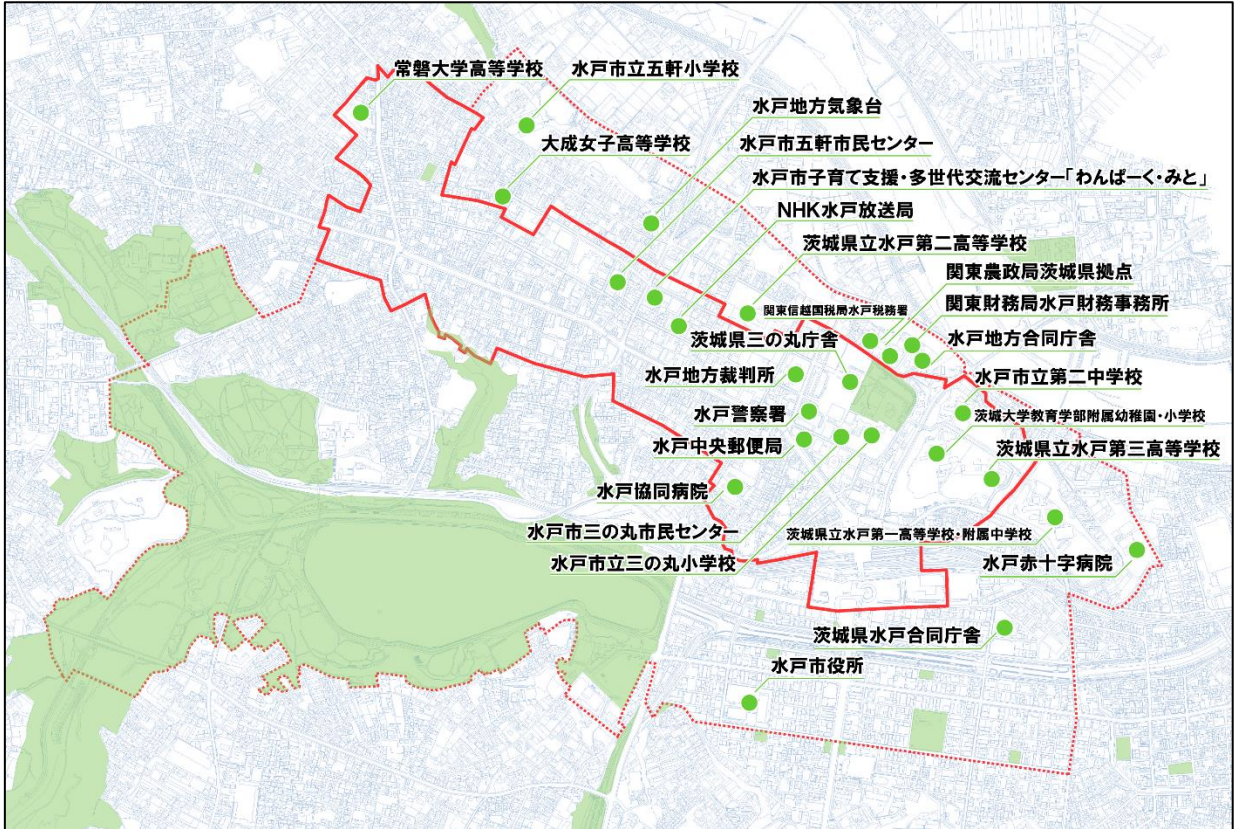 常磐大学高等学校
水戸市立五軒小学校
水戸地方気象台
大成女子高等学校
水戸市五軒市民センター
水戸市子育て支援・多世代交流センター「わんぱーく・みと」
NHK水戸放送局
茨城県立水戸第二高等学校
関東農政局茨城県拠点
関東信越国税局水戸税務署
関東財務局水戸財務事務所
茨城県三の丸庁舎
水戸地方合同庁舎
水戸地方裁判所
水戸市立第二中学校
水戸警察署
茨城大学教育学部附属幼稚園・小学校
水戸中央郵便局
茨城県立水戸第三高等学校
水戸協同病院
水戸市三の丸市民センター
茨城県立水戸第一高等学校・附属中学校
水戸市立三の丸小学校
水戸赤十字病院
茨城県水戸合同庁舎
水戸市役所